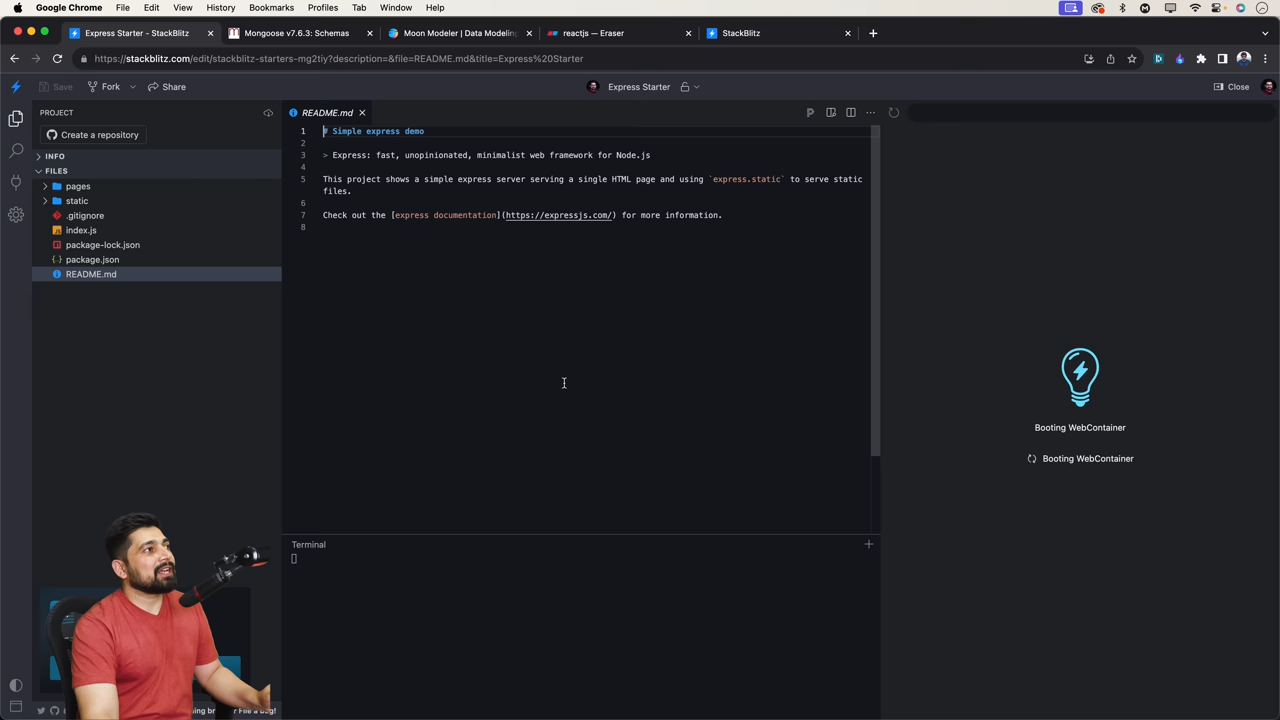 Google Chrome File Edit View History Bookmarks Profiles Tab Window Help
Express Starter - StackBlitz Mongoose v7.6.3: Schemas Moon Modeler | Data Modeling reactjs — Eraser StackBlitz
https://stackblitz.com/edit/stackblitz-starters-mg2tiy?description=&file=README.md&title=Express%20Starter
Save Fork Share Express Starter Close
PROJECT
README.md
Create a repository
INFO
FILES
pages
static
.gitignore
index.js
package-lock.json
package.json
README.md
1 # Simple express demo
2
3 > Express: fast, unopinionated, minimalist web framework for Node.js
4
5 This project shows a simple express server serving a single HTML page and using `express.static` to serve static
files.
6
7 Check out the [express documentation](https://expressjs.com/) for more information.
8
Booting WebContainer
Booting WebContainer
Terminal
File a bug!